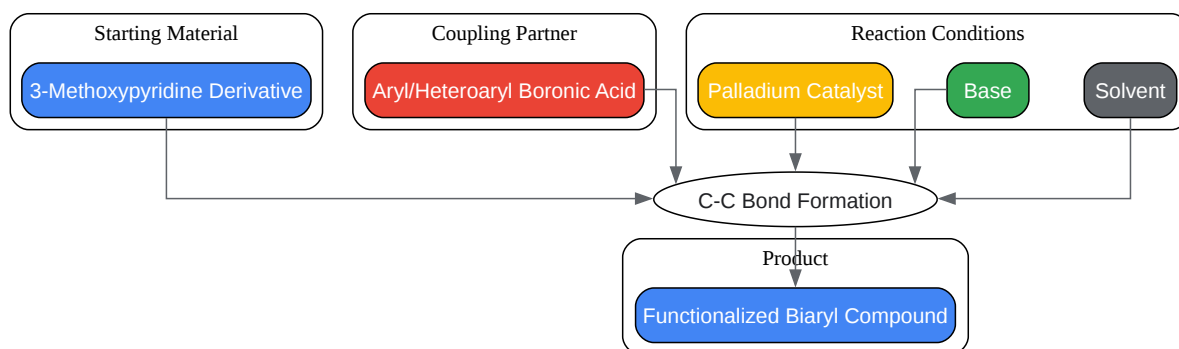 Starting Material
Coupling Partner
Reaction Conditions
3-Methoxypyridine Derivative
Aryl/Heteroaryl Boronic Acid
Palladium Catalyst
Base
Solvent
C-C Bond Formation
Product
Functionalized Biaryl Compound